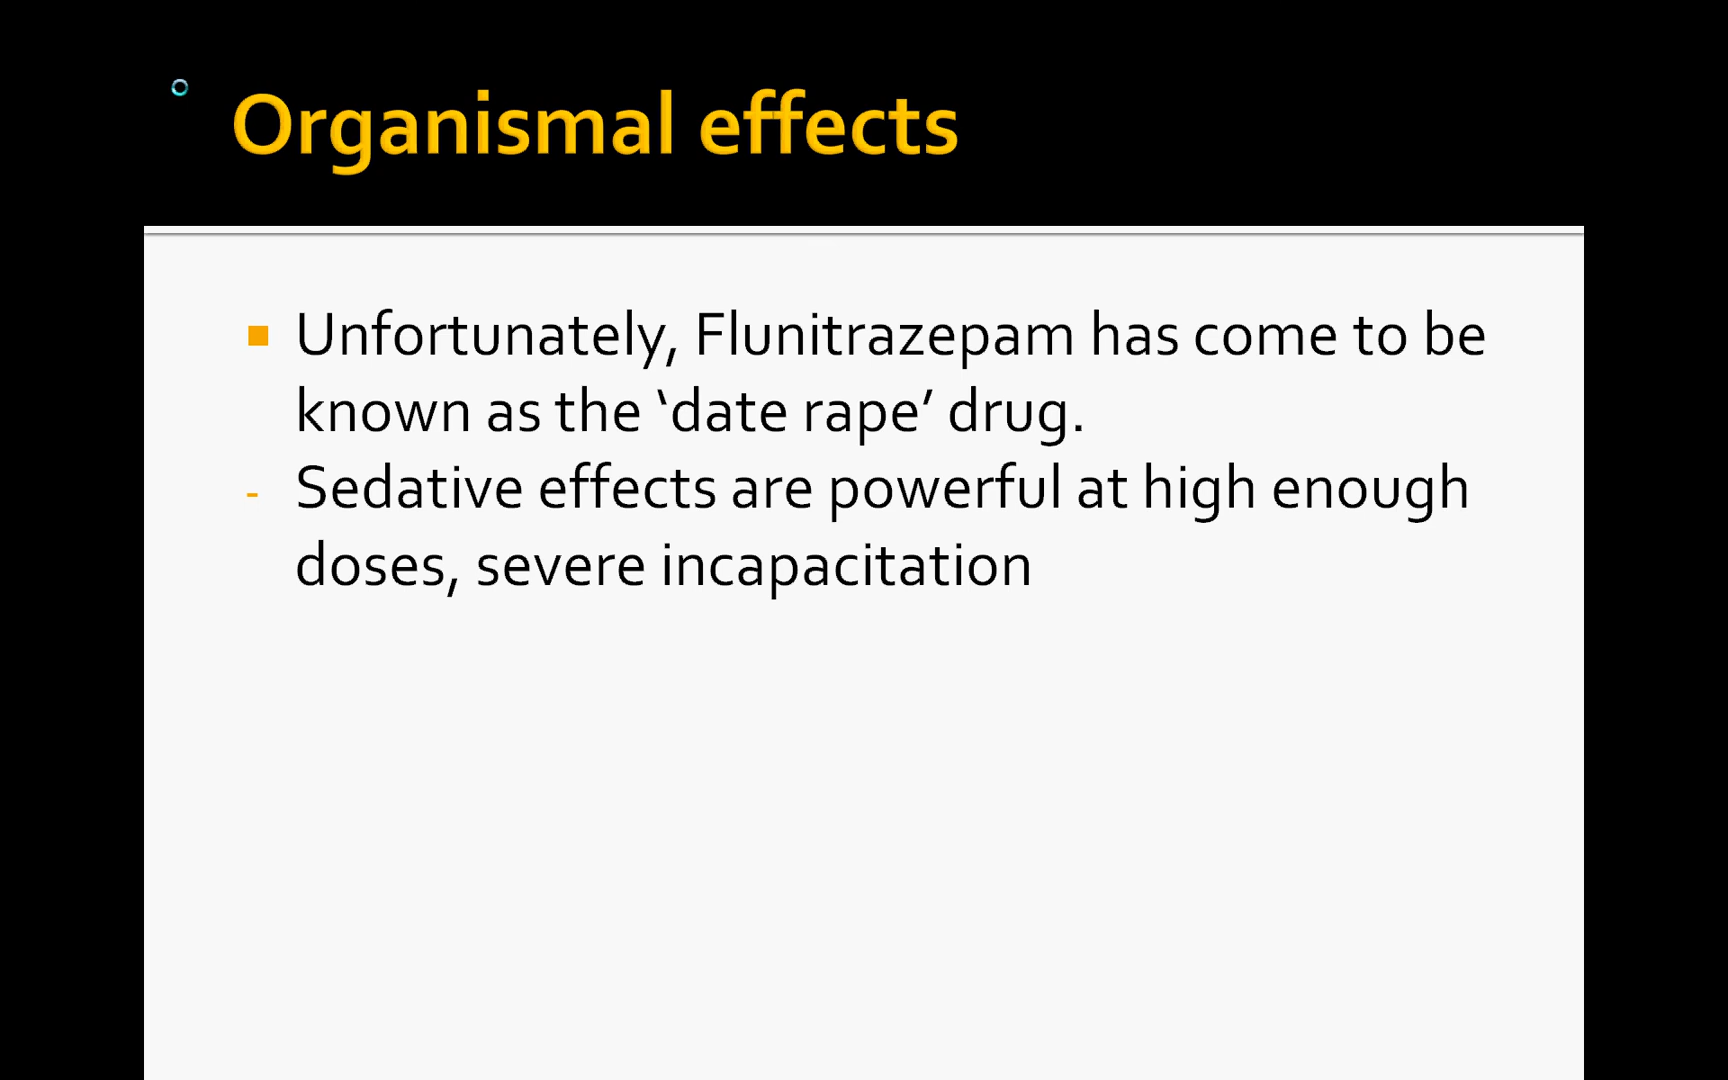 Organismal effects
Unfortunately, Flunitrazepam has come to be
known as the ‘date rape’ drug.
- Sedative effects are powerful at high enough
doses, severe incapacitation